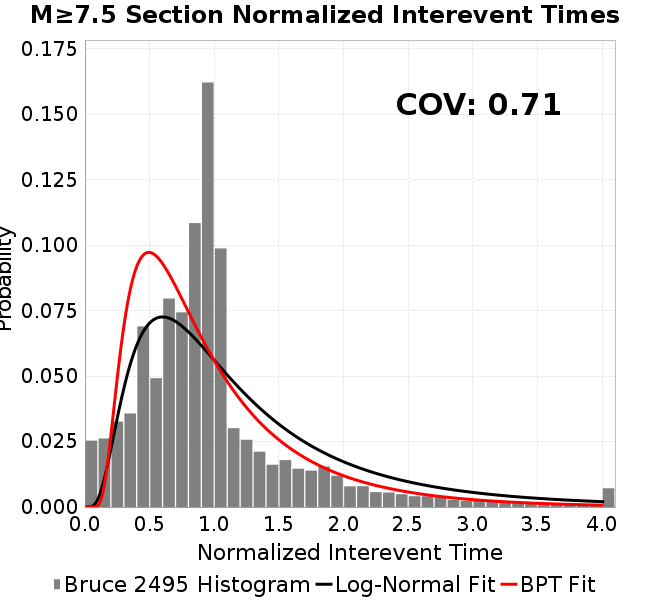 M≥7.5 Section Normalized Interevent Times
COV: 0.71
Probability
0.175
0.150
0.125
0.100
0.075
0.050
0.025
0.000
0.0 0.5 1.0 1.5 2.0 2.5 3.0 3.5 4.0
Normalized Interevent Time
Bruce 2495 Histogram Log-Normal Fit BPT Fit